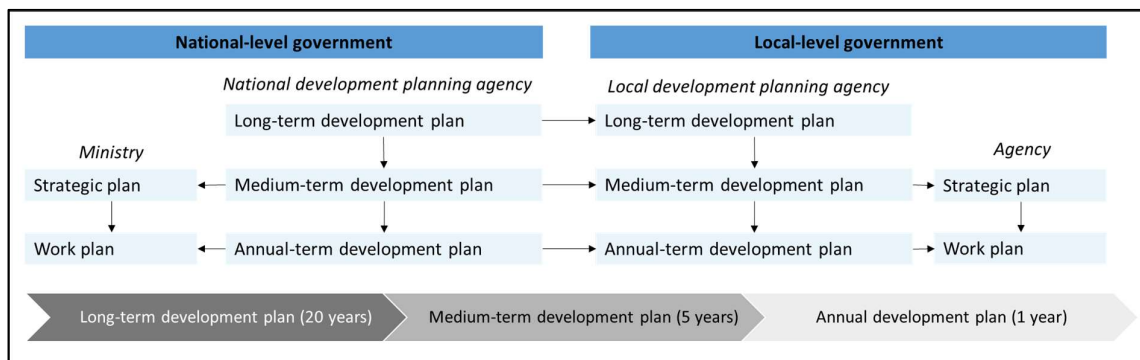 National-level government
Local-level government
National development planning agency
Local development planning agency
Long-term development plan
Long-term development plan
Ministry
Agency
Strategic plan
Medium-term development plan
Medium-term development plan
Strategic plan
Work plan
Annual-term development plan
Annual-term development plan
Work plan
Long-term development plan (20 years)
Medium-term development plan (5 years)
Annual development plan (1 year)